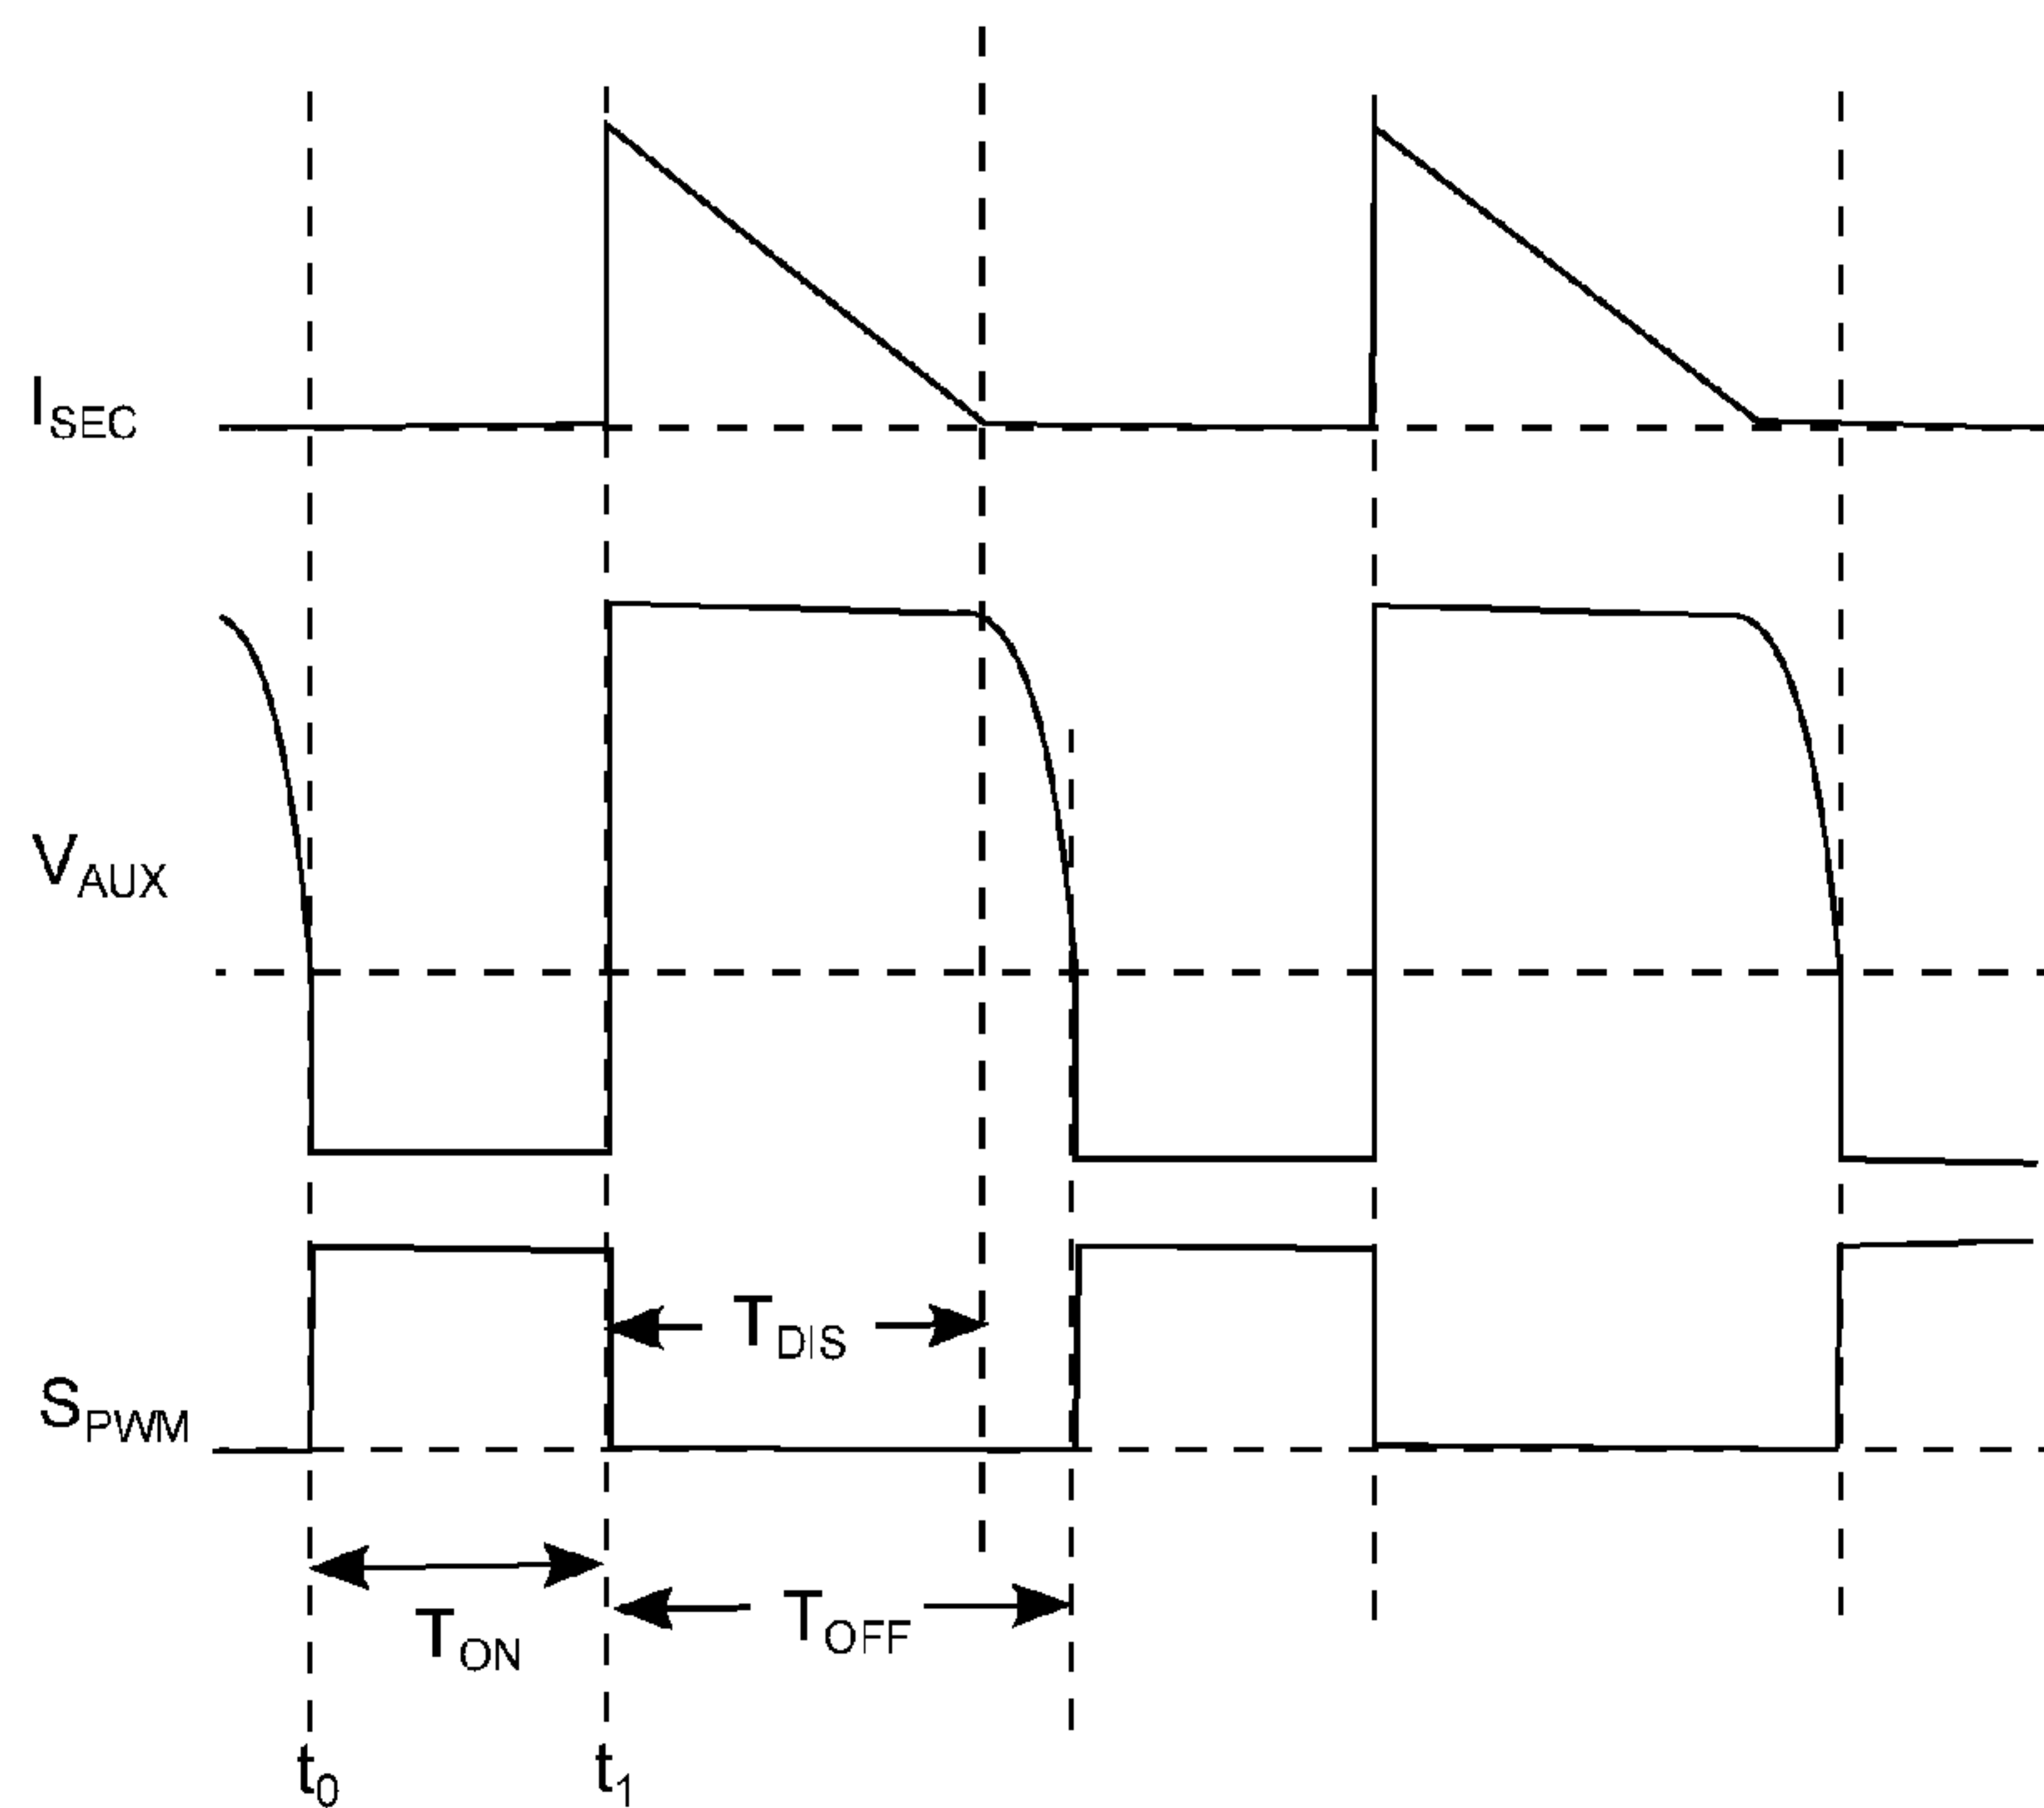 I_SEC
V_AUX
T_DIS
S_PWM
T_ON
T_OFF
t_0
t_1